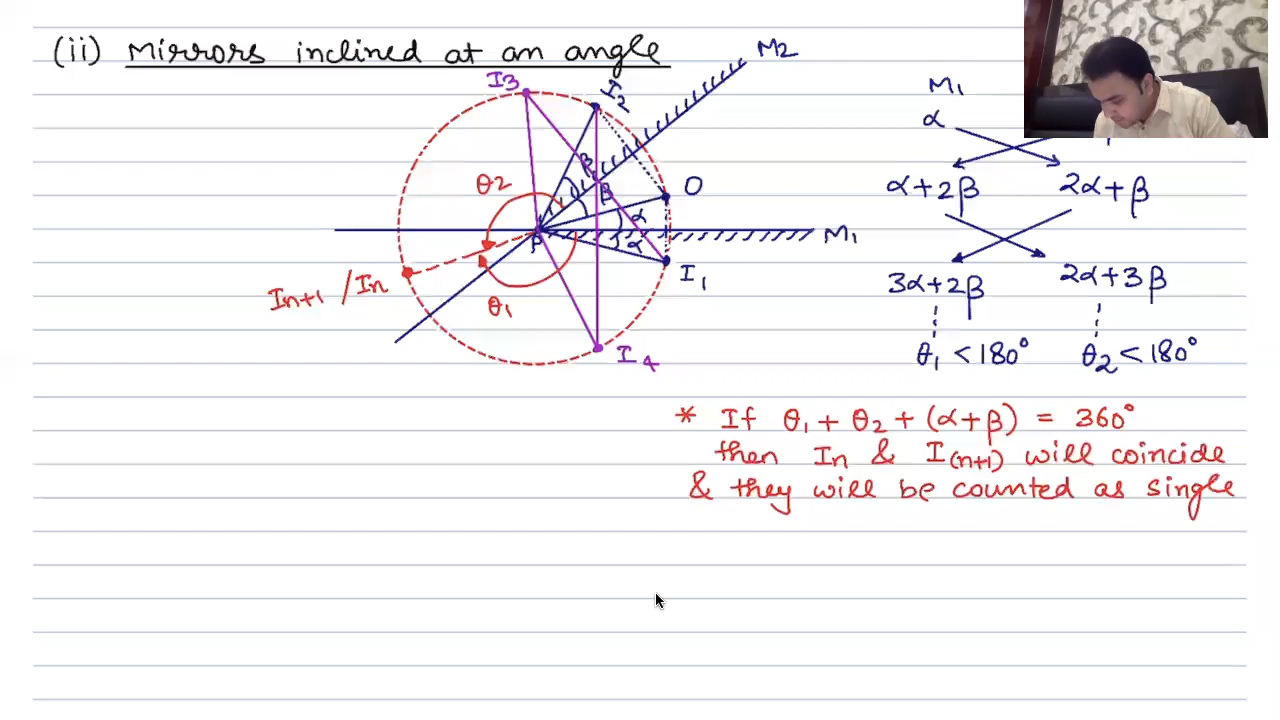 (ii) Mirrors inclined at an angle
M2
I3
I2
M1
α
θ2
O
β
β
α
α+2β
2α+β
P
α
M1
In+1 / In
θ1
I1
3α+2β
2α+3β
I4
θ1 < 180°
θ2 < 180°
* If θ1 + θ2 + (α+β) = 360°
then In & I(n+1) will coincide
& they will be counted as single